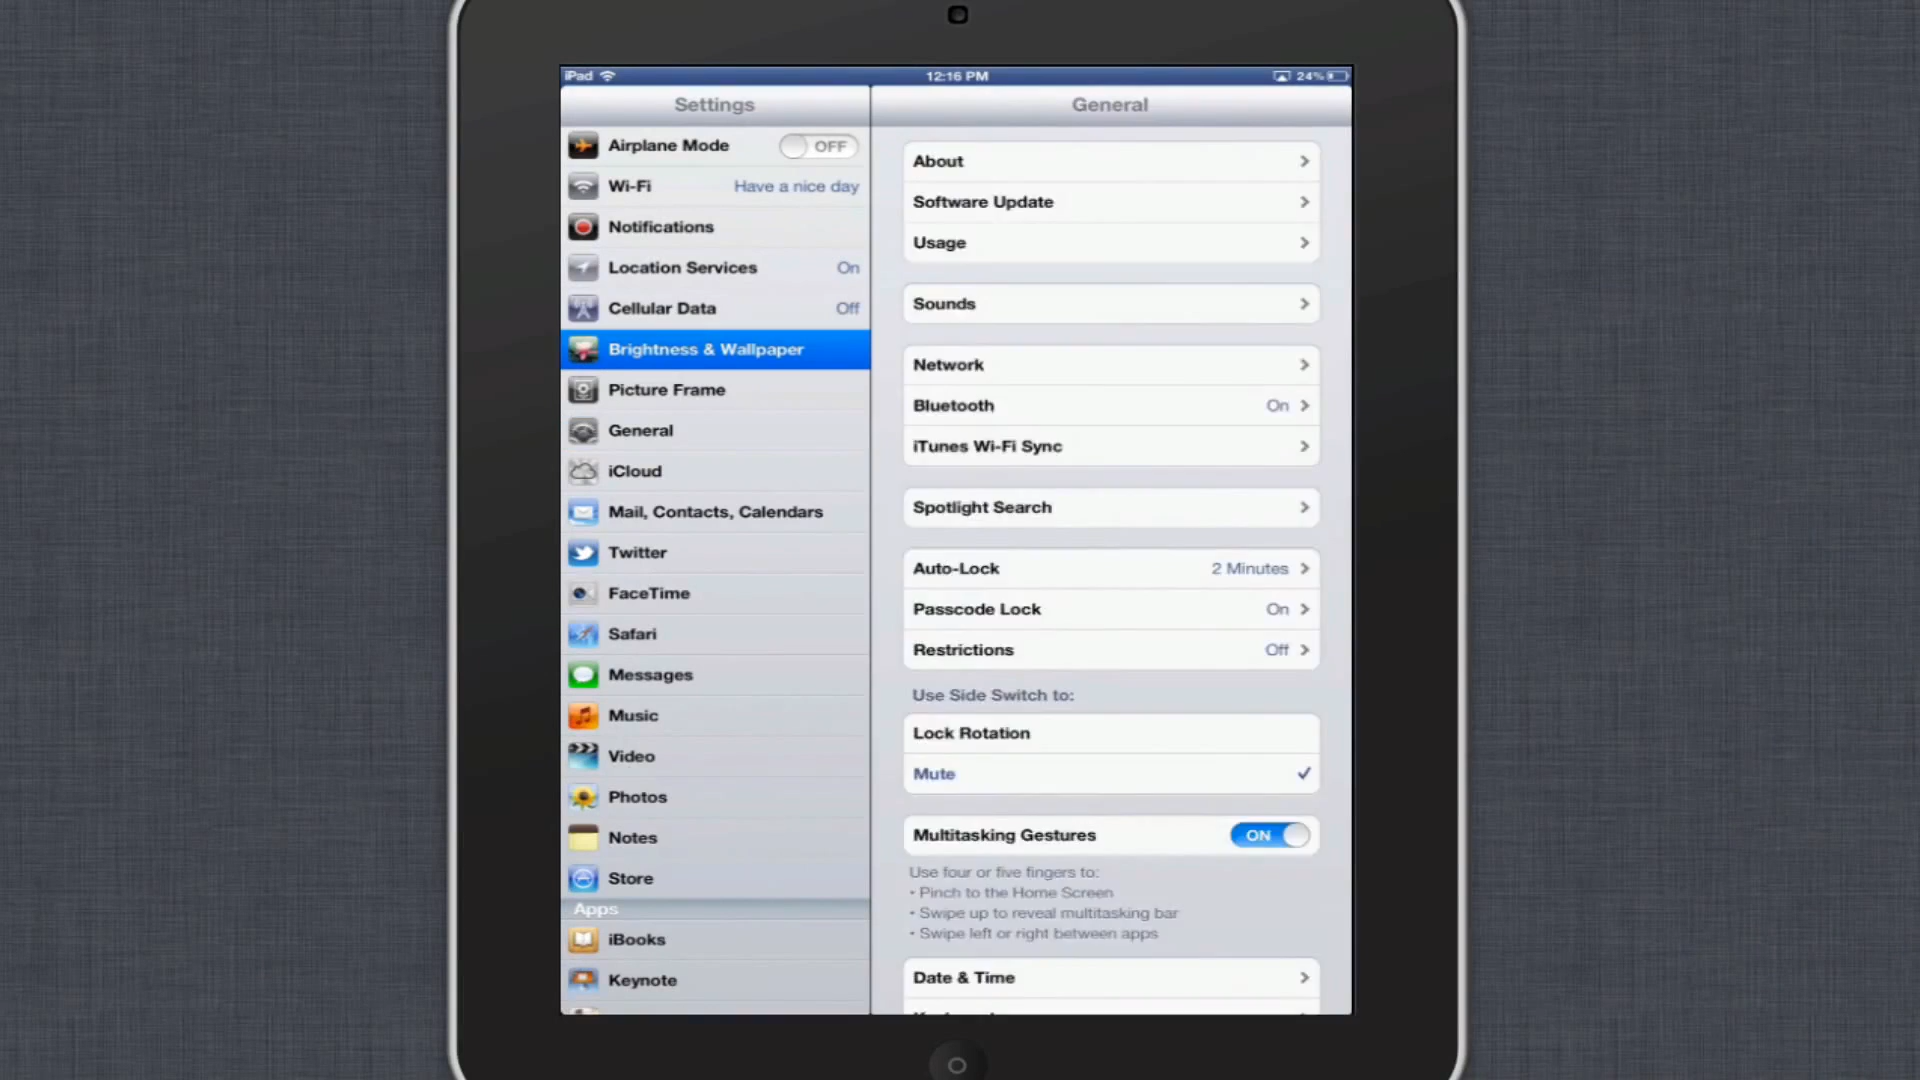 iPad
12:16 PM
24%
Settings
General
Airplane Mode OFF
Wi-Fi Have a nice day
Notifications
Location Services On
Cellular Data Off
Brightness & Wallpaper
Picture Frame
General
iCloud
Mail, Contacts, Calendars
Twitter
FaceTime
Safari
Messages
Music
Video
Photos
Notes
Store
Apps
iBooks
Keynote
About
Software Update
Usage
Sounds
Network
Bluetooth On
iTunes Wi-Fi Sync
Spotlight Search
Auto-Lock 2 Minutes
Passcode Lock On
Restrictions Off
Use Side Switch to:
Lock Rotation
Mute
Multitasking Gestures ON
Use four or five fingers to:
• Pinch to the Home Screen
• Swipe up to reveal multitasking bar
• Swipe left or right between apps
Date & Time